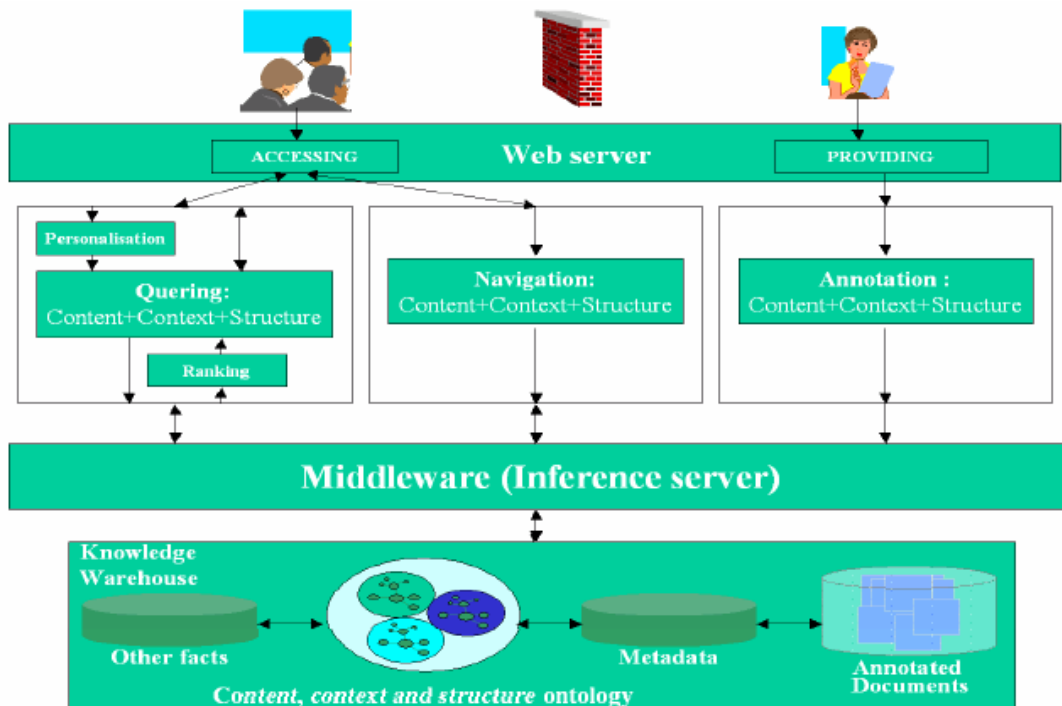 ACCESSING
Web server
PROVIDING
Personalisation
Quering:
Content+Context+Structure
Ranking
Navigation:
Content+Context+Structure
Annotation :
Content+Context+Structure
Middleware (Inference server)
Knowledge
Warehouse
Other facts
Metadata
Annotated
Documents
Content, context and structure ontology